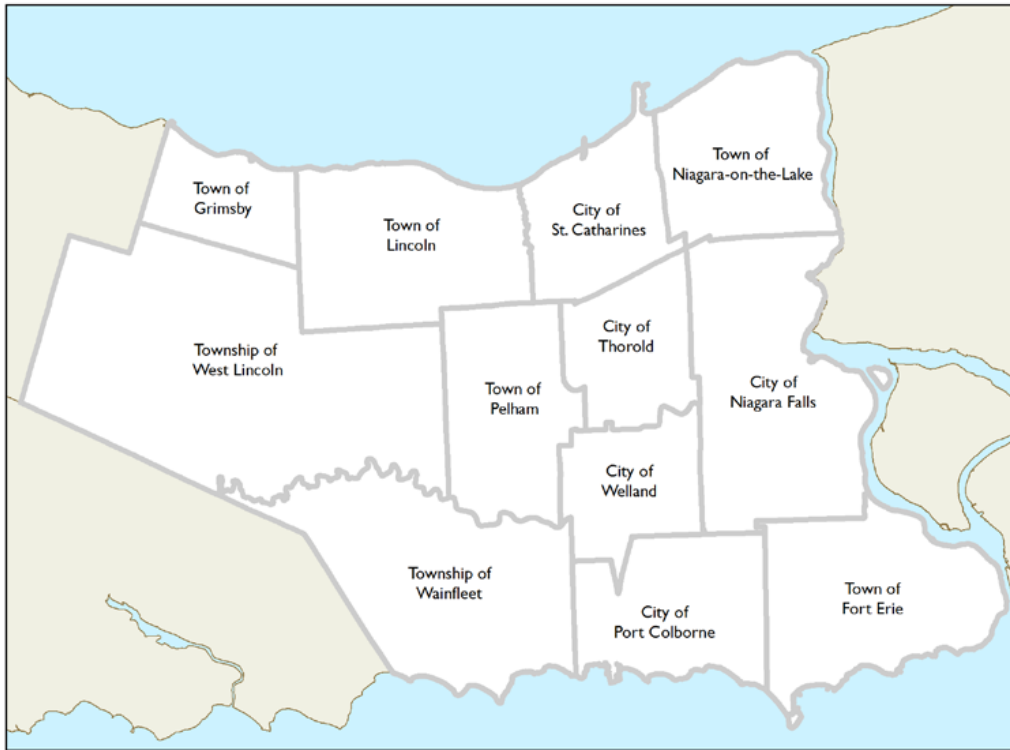 Town of
Niagara-on-the-Lake
Town of
Grimsby
Town of
Lincoln
City of
St. Catharines
City of
Thorold
Township of
West Lincoln
Town of
Pelham
City of
Niagara Falls
City of
Welland
Township of
Wainfleet
City of
Port Colborne
Town of
Fort Erie